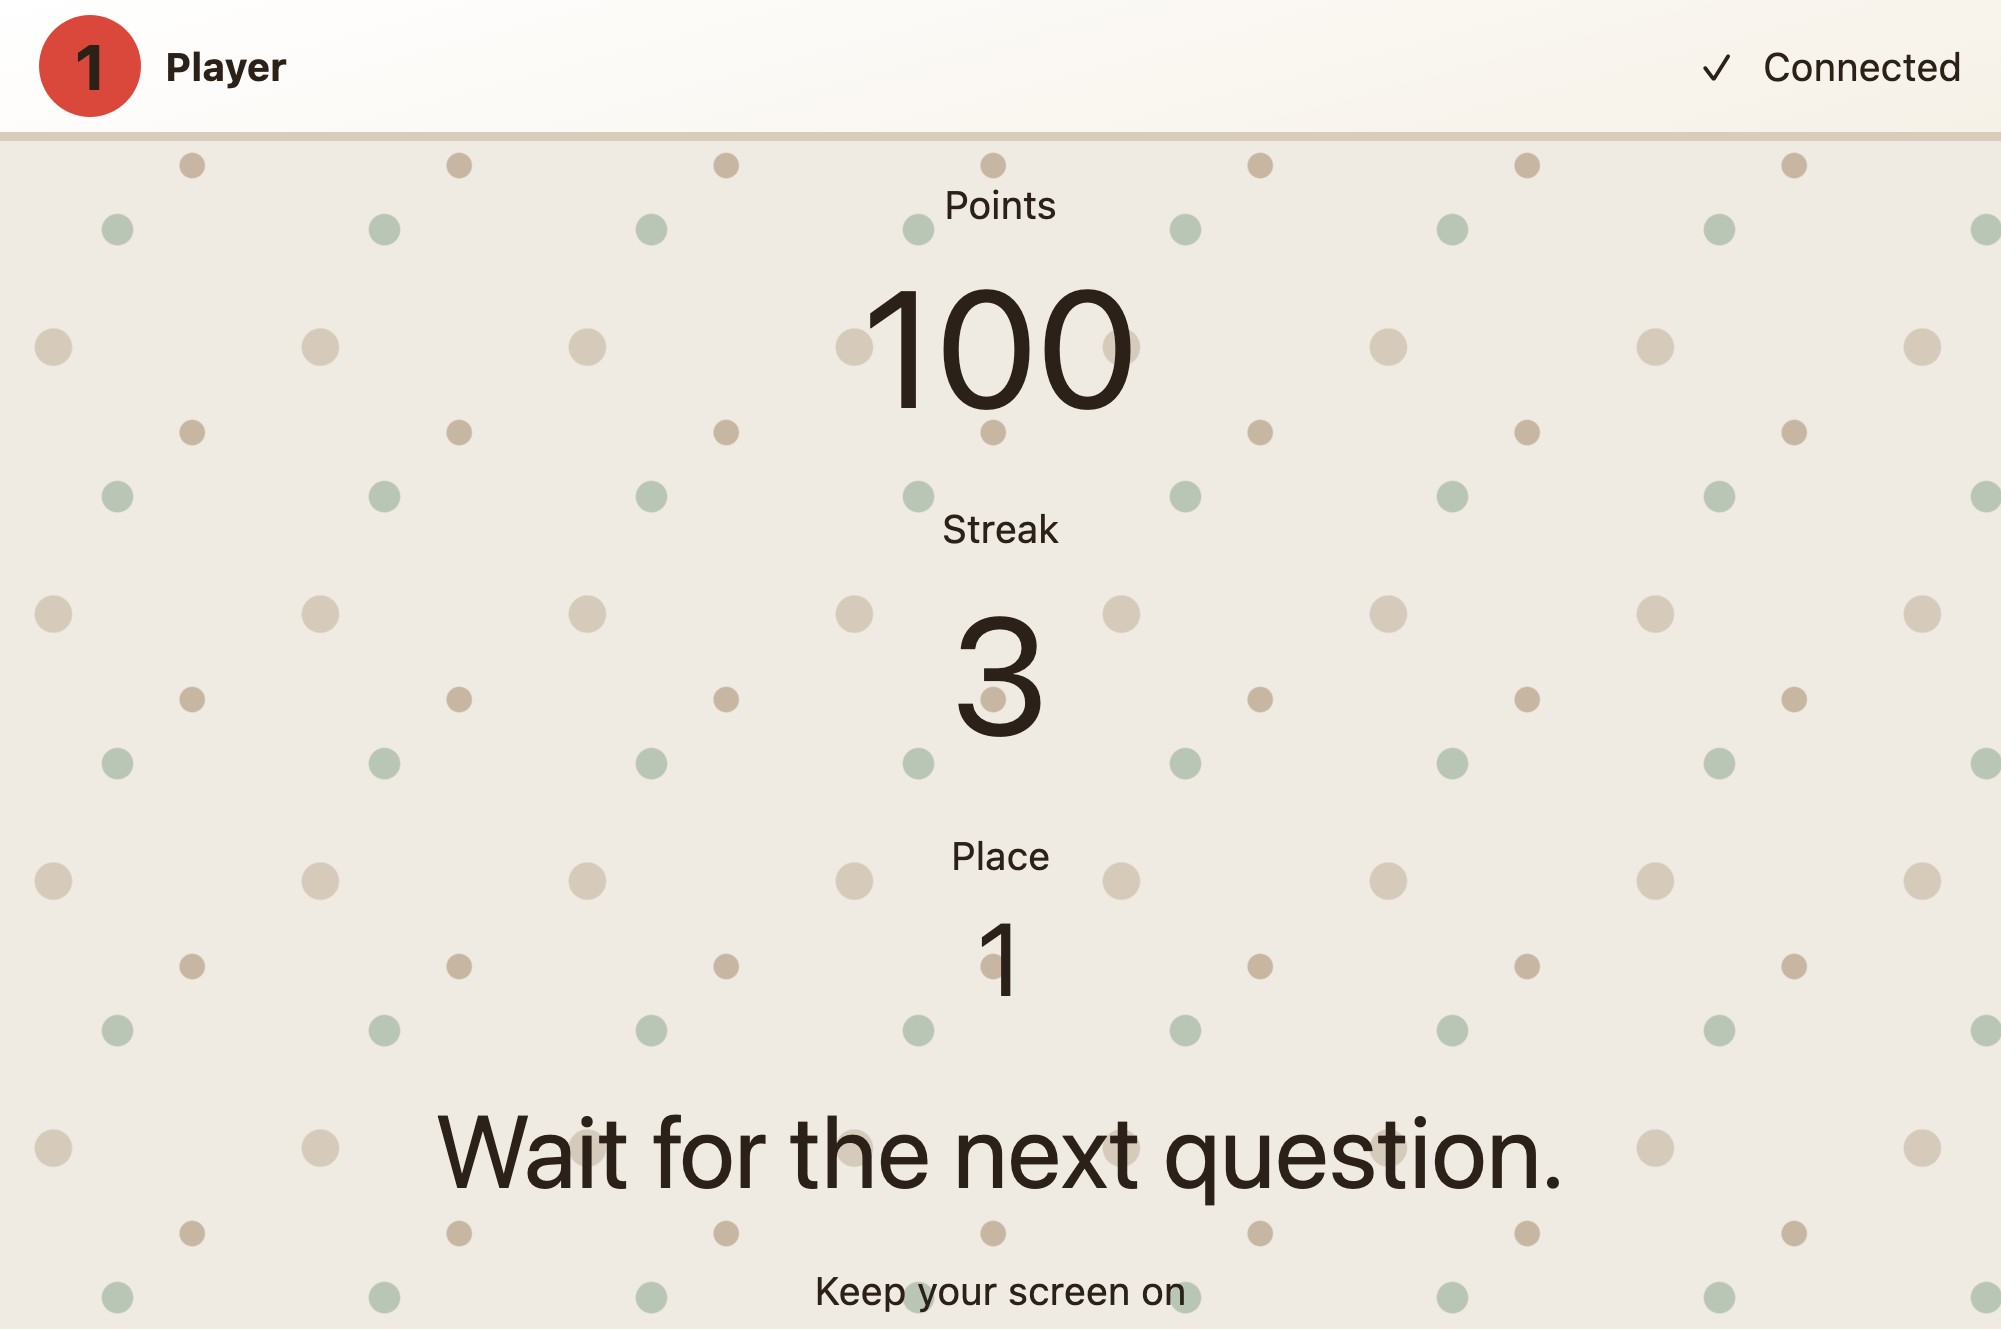 1 Player
✓ Connected
Points
100
Streak
3
Place
1
Wait for the next question.
Keep your screen on